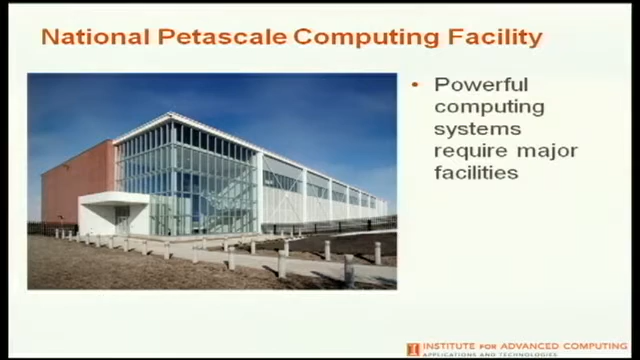 National Petascale Computing Facility
• Powerful
computing
systems
require major
facilities
I INSTITUTE FOR ADVANCED COMPUTING
APPLICATIONS AND TECHNOLOGIES